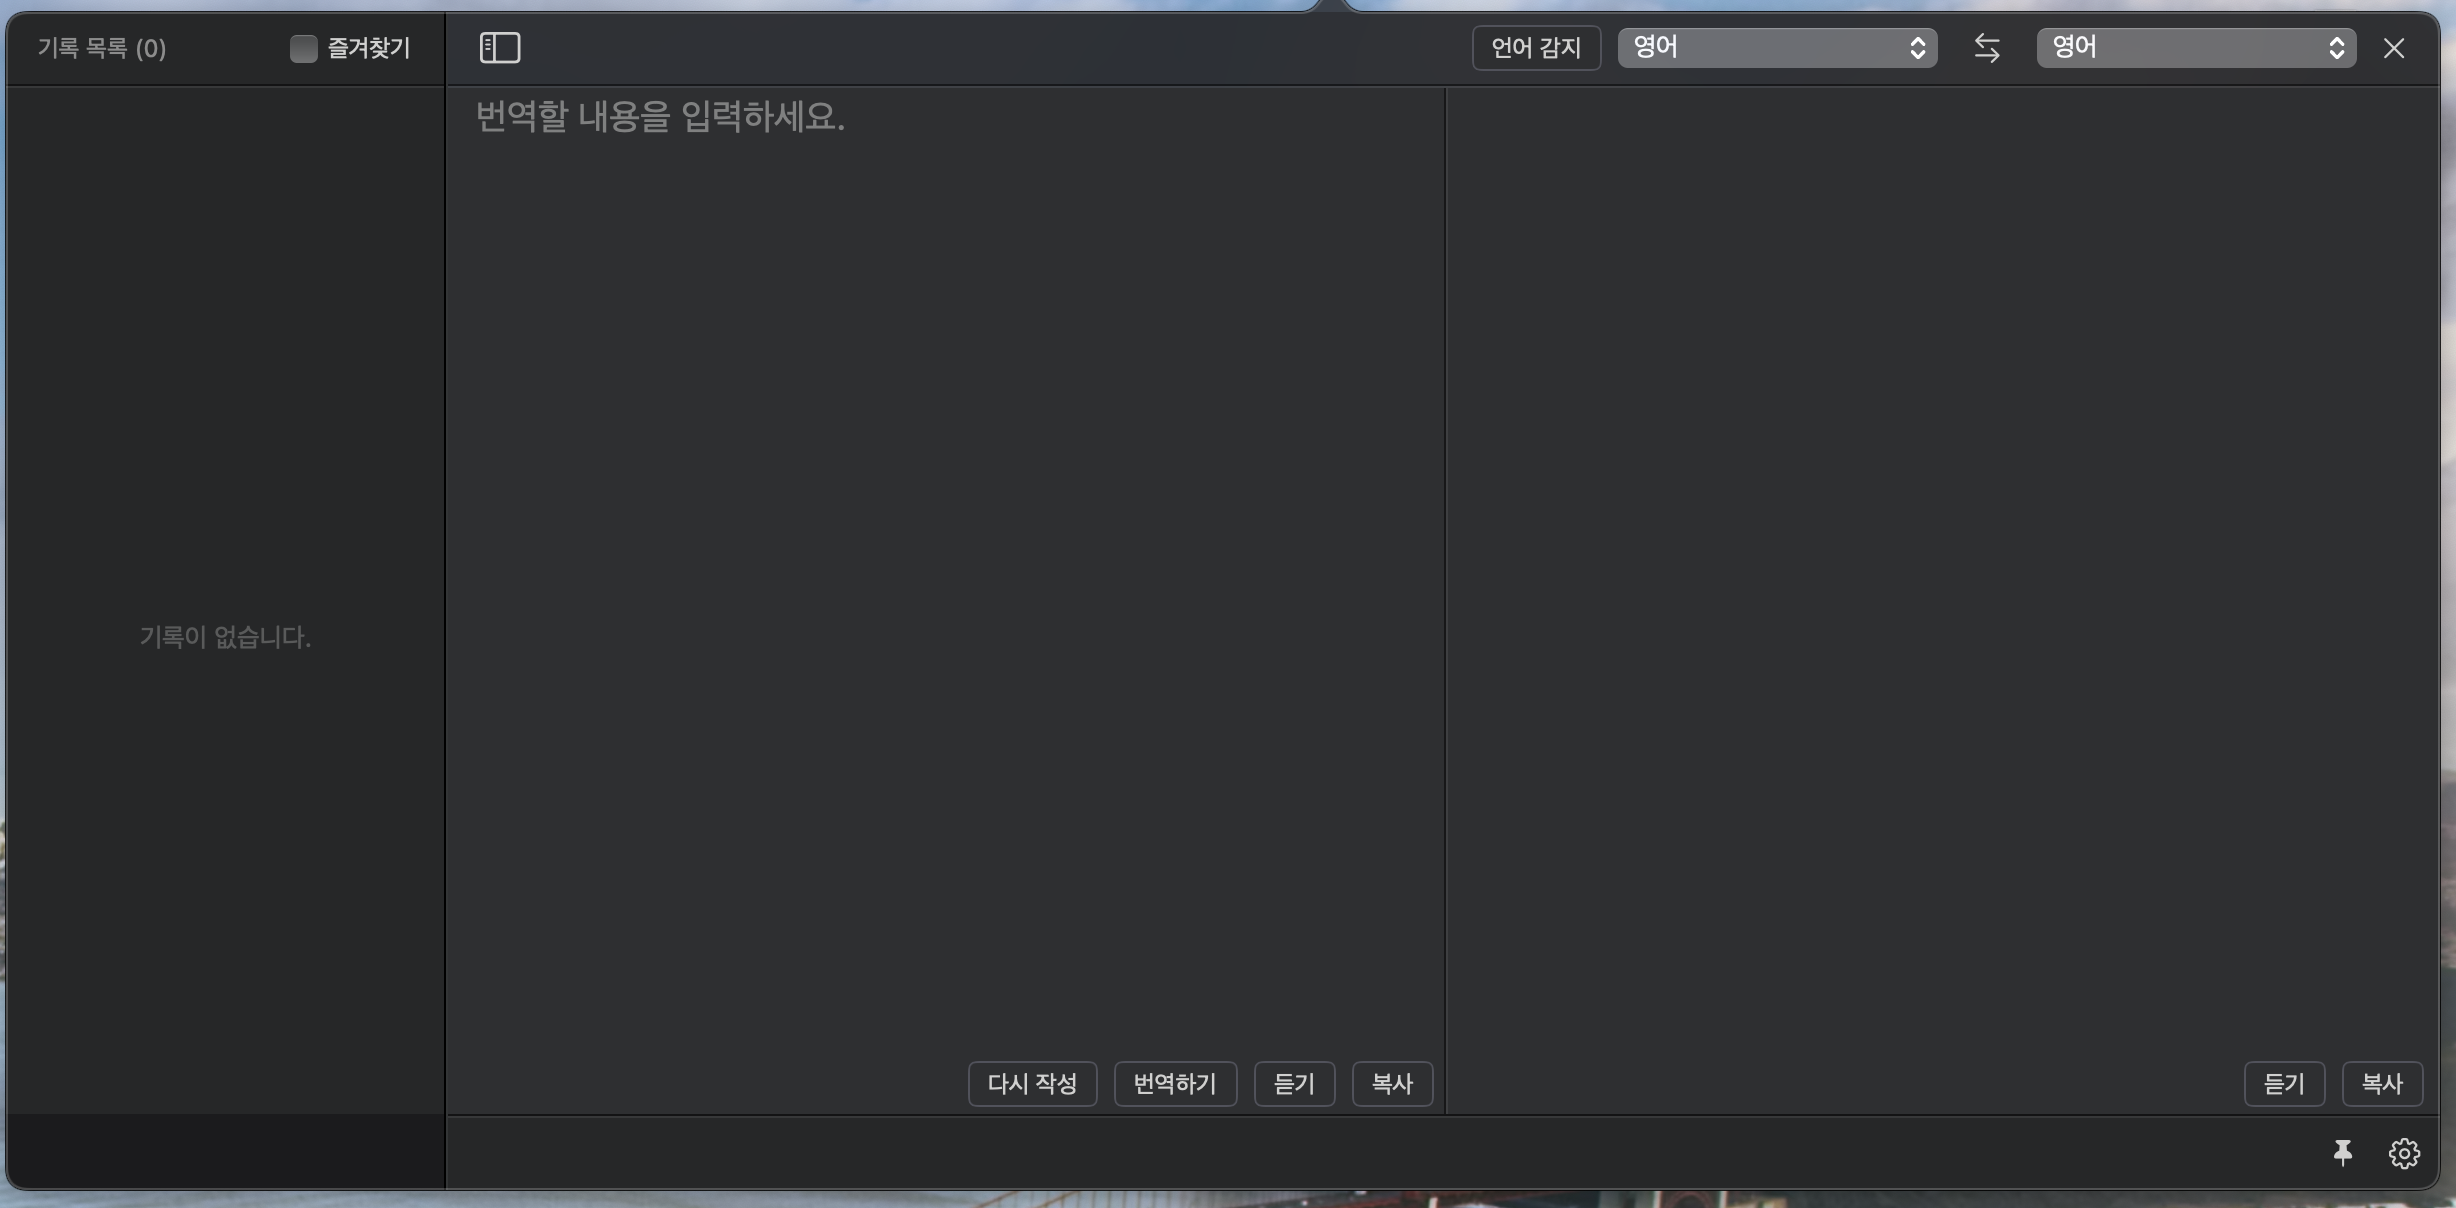 기록 목록 (0)
즐겨찾기
언어 감지
영어
영어
번역할 내용을 입력하세요.
기록이 없습니다.
다시 작성
번역하기
듣기
복사
듣기
복사